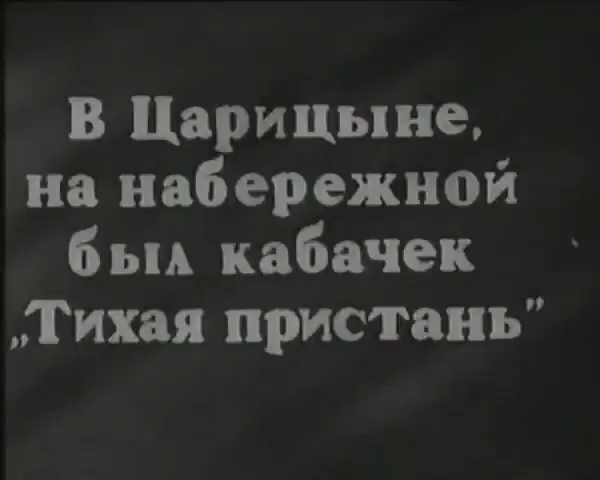 В Царицыне,
на набережной
был кабачек
„Тихая пристань”